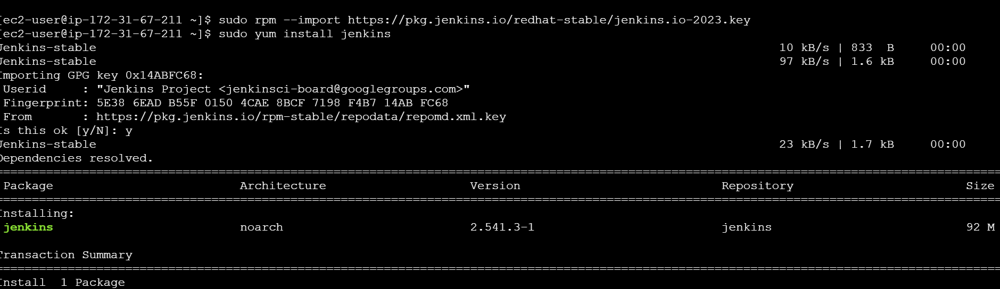 [ec2-user@ip-172-31-67-211 ~]$ sudo rpm --import https://pkg.jenkins.io/redhat-stable/jenkins.io-2023.key
[ec2-user@ip-172-31-67-211 ~]$ sudo yum install jenkins
Jenkins-stable 10 kB/s | 833 B 00:00
Jenkins-stable 97 kB/s | 1.6 kB 00:00
Importing GPG key 0x14ABFC68:
Userid : "Jenkins Project <jenkinsci-board@googlegroups.com>"
Fingerprint: 5E38 6EAD B55F 0150 4CAE 8BCF 7198 F4B7 14AB FC68
From : https://pkg.jenkins.io/rpm-stable/repodata/repomd.xml.key
Is this ok [y/N]: y
Jenkins-stable 23 kB/s | 1.7 kB 00:00
Dependencies resolved.
Package Architecture Version Repository Size
Installing:
jenkins noarch 2.541.3-1 jenkins 92 M
Transaction Summary
Install 1 Package